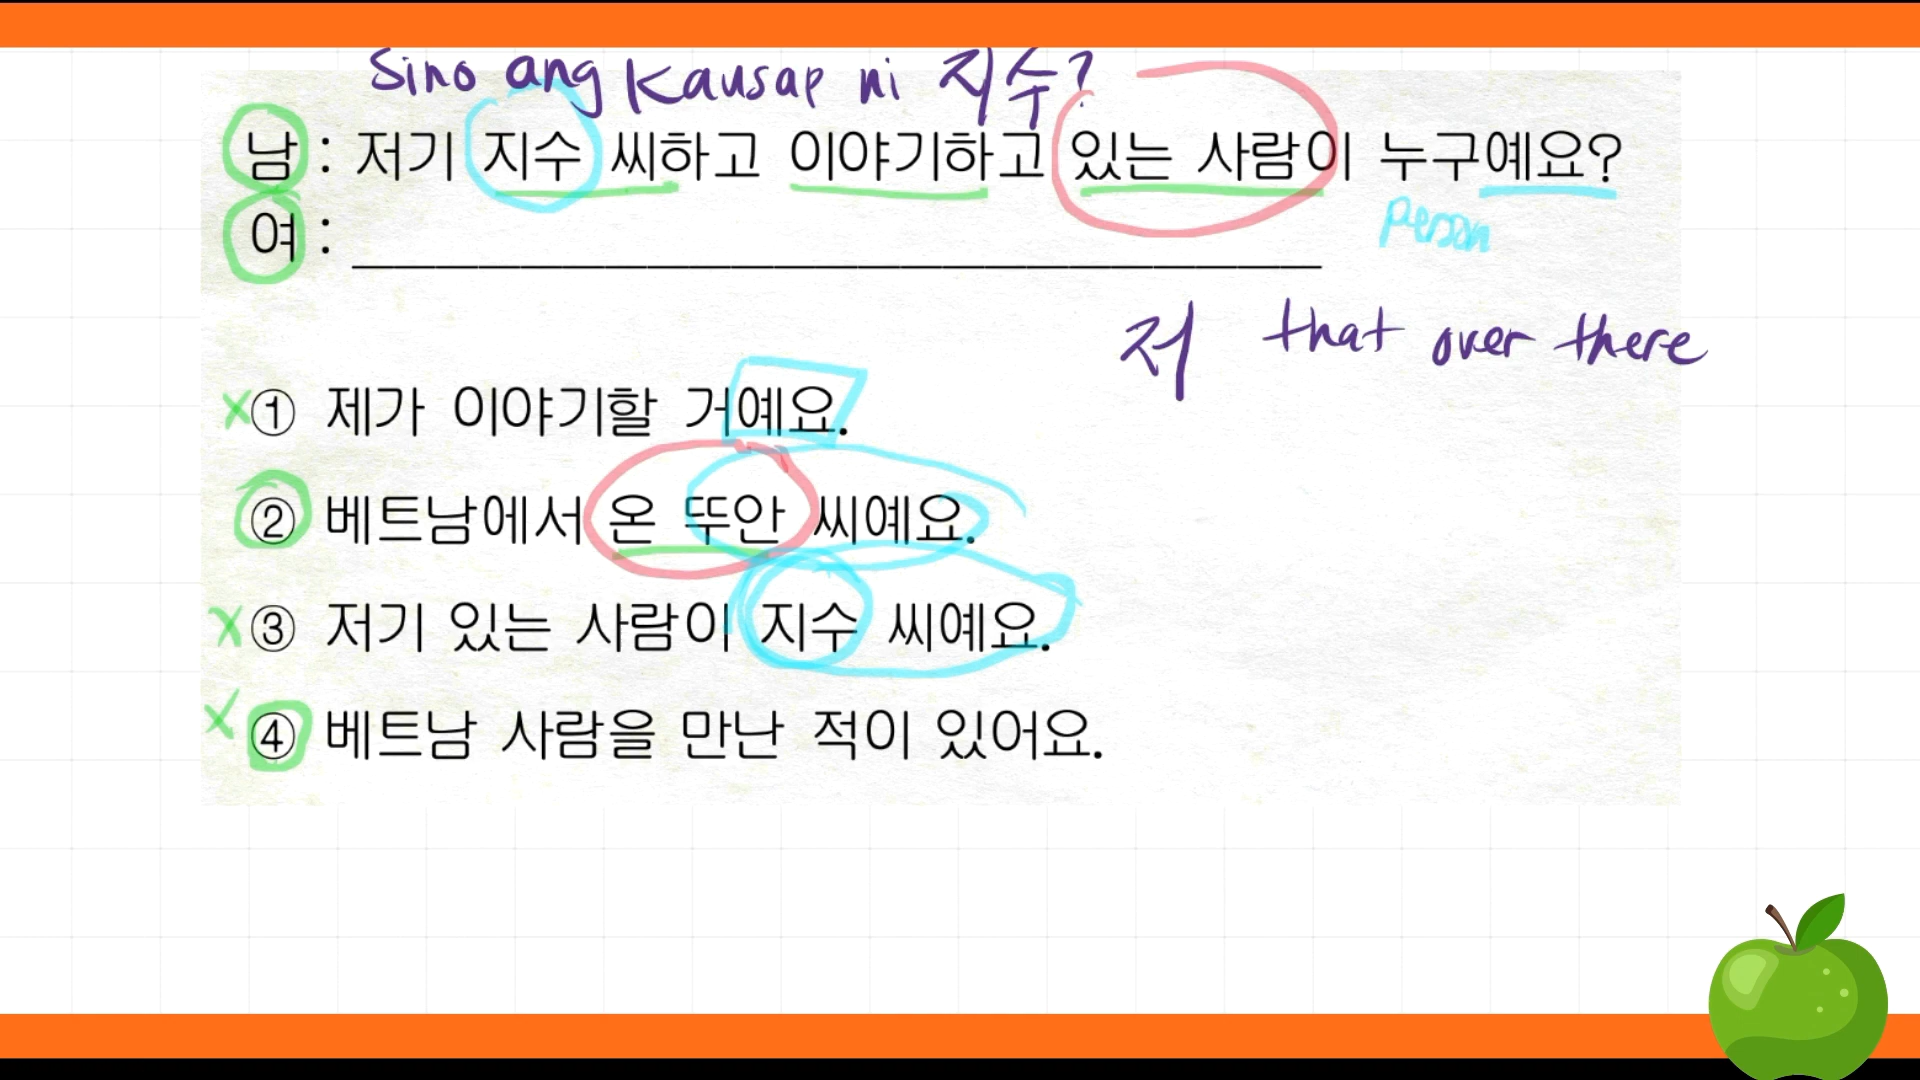 Sino ang kausap ni 지수?
남 : 저기 지수 씨하고 이야기하고 있는 사람이 누구예요?
person
여 : ______________________
저 that over there
x ① 제가 이야기할 거예요.
② 베트남에서 온 뚜안 씨예요.
x ③ 저기 있는 사람이 지수 씨예요.
x ④ 베트남 사람을 만난 적이 있어요.